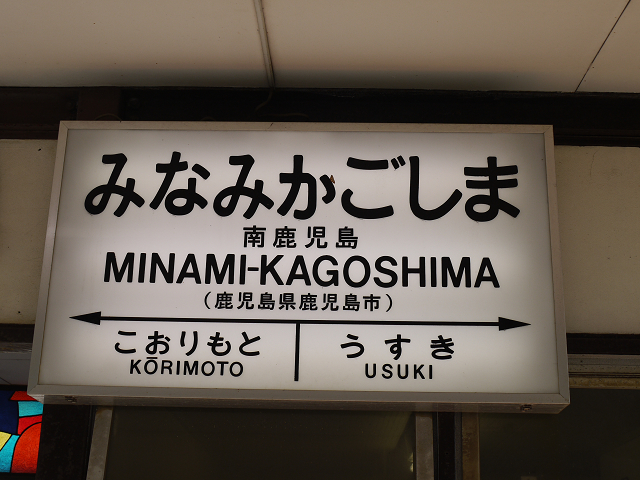 みなみかごしま
南鹿児島
MINAMI-KAGOSHIMA
(鹿児島県鹿児島市)
こおりもと うすき
KŌRIMOTO USUKI